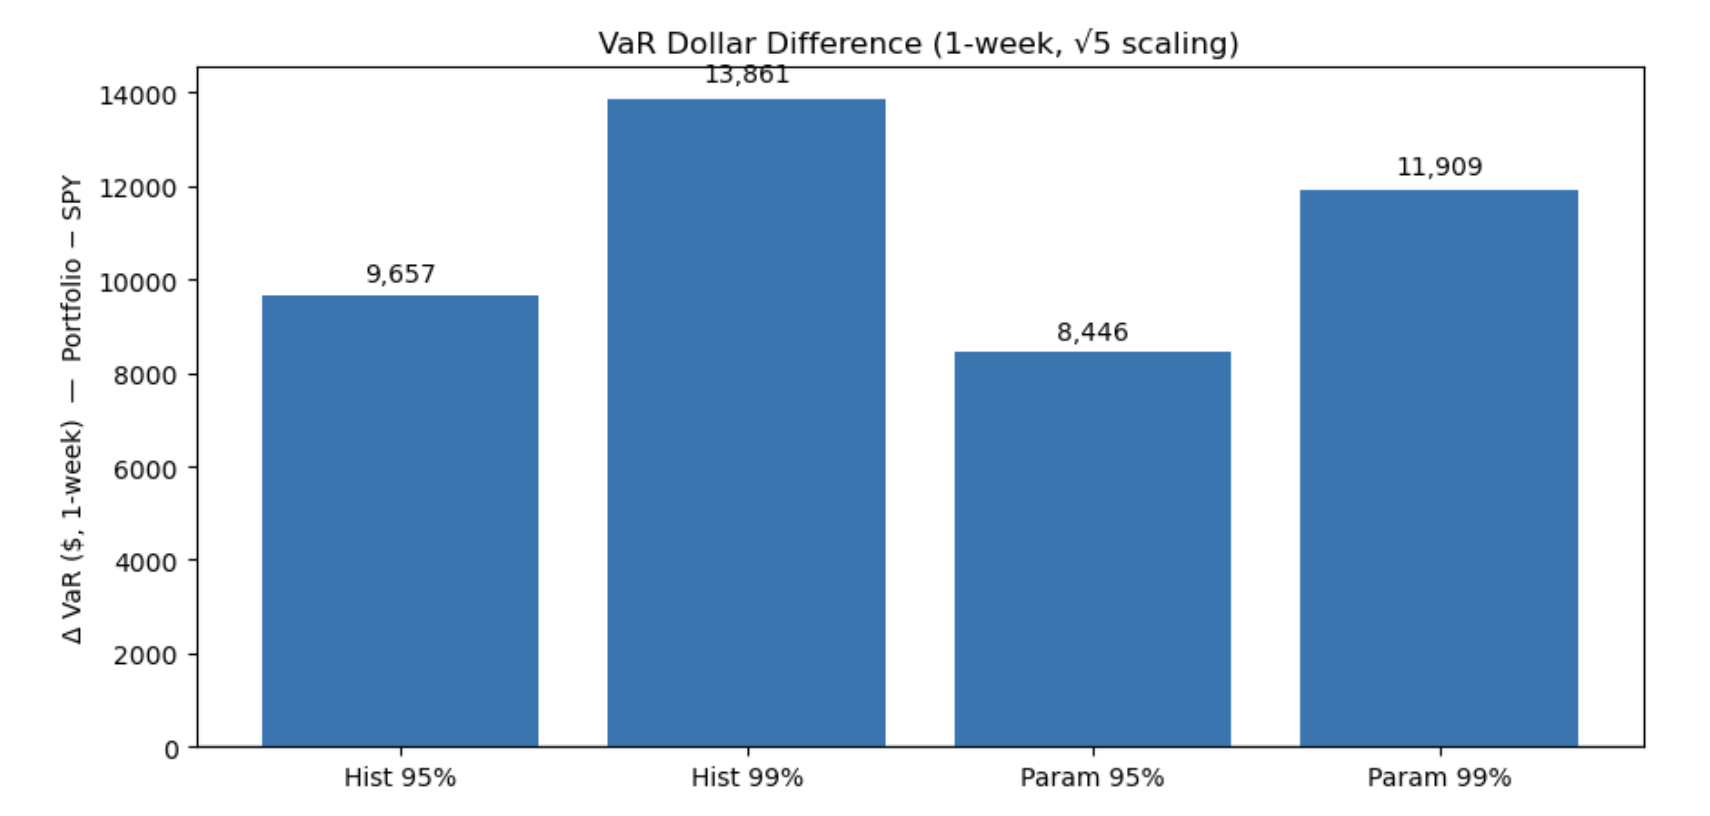 VaR Dollar Difference (1-week, √5 scaling)
Δ VaR ($, 1-week) — Portfolio − SPY
14000
12000
10000
8000
6000
4000
2000
0
9,657
13,861
8,446
11,909
Hist 95%
Hist 99%
Param 95%
Param 99%